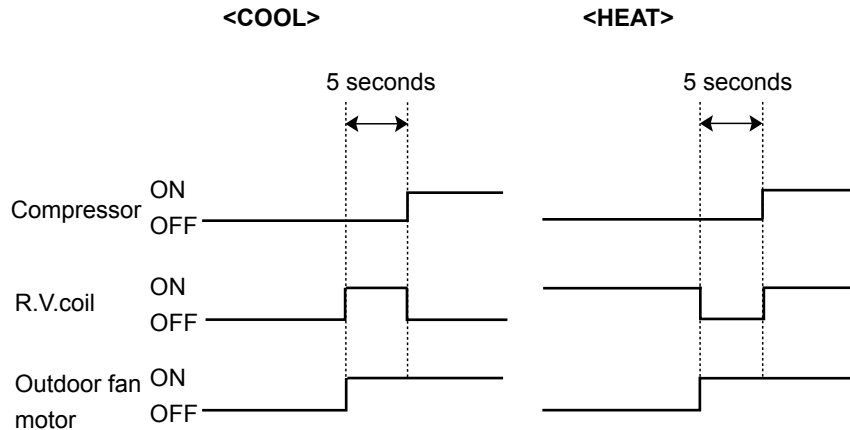 <COOL> <HEAT>
5 seconds 5 seconds
Compressor ON
OFF
R.V.coil ON
OFF
Outdoor fan
motor ON
OFF